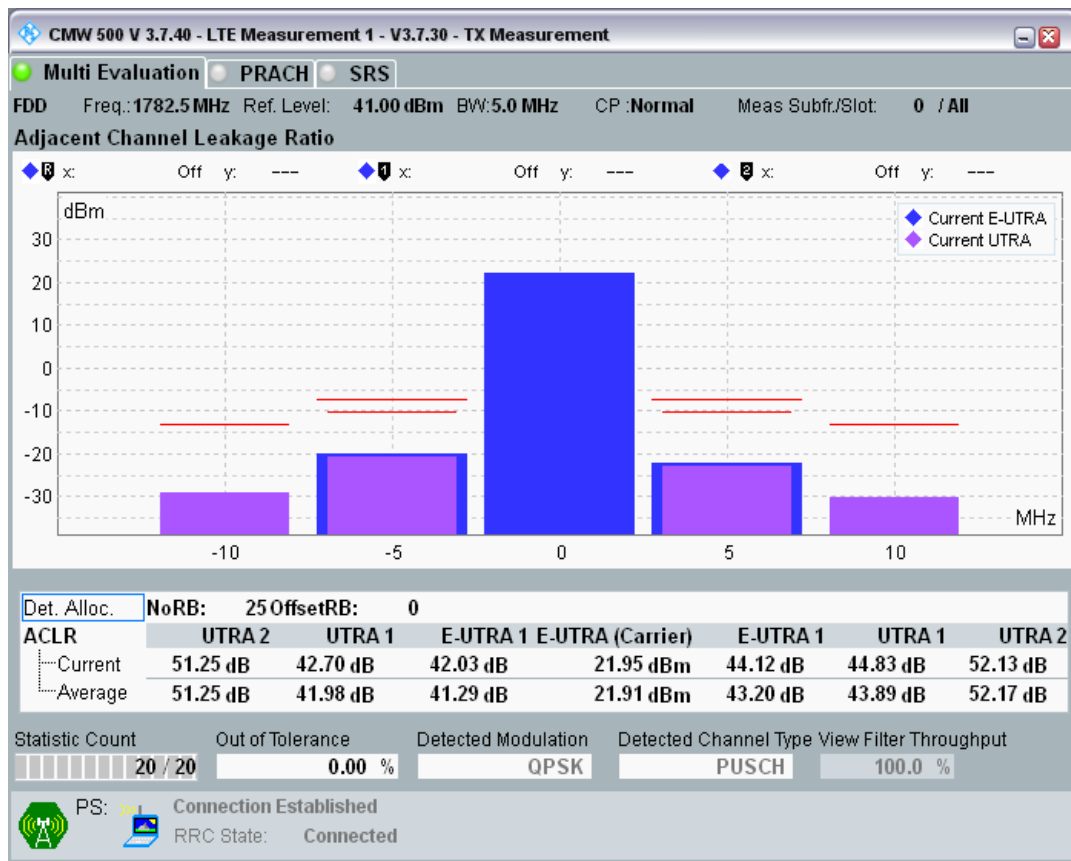 CMW 500 V 3.7.40 - LTE Measurement 1 - V3.7.30 - TX Measurement
Multi Evaluation PRACH SRS
FDD Freq.:1782.5 MHz Ref. Level: 41.00 dBm BW:5.0 MHz CP :Normal Meas Subfr./Slot: 0 / All
Adjacent Channel Leakage Ratio
R x: Off y: --- 1 x: Off y: --- 2 x: Off y: ---
dBm
Current E-UTRA
Current UTRA
30
20
10
0
-10
-20
-30
MHz
-10 -5 0 5 10
Det. Alloc. NoRB: 25 OffsetRB: 0
ACLR UTRA 2 UTRA 1 E-UTRA 1 E-UTRA (Carrier) E-UTRA 1 UTRA 1 UTRA 2
Current 51.25 dB 42.70 dB 42.03 dB 21.95 dBm 44.12 dB 44.83 dB 52.13 dB
Average 51.25 dB 41.98 dB 41.29 dB 21.91 dBm 43.20 dB 43.89 dB 52.17 dB
Statistic Count Out of Tolerance Detected Modulation Detected Channel Type View Filter Throughput
20 / 20 0.00 % QPSK PUSCH 100.0 %
PS: Connection Established
RRC State: Connected